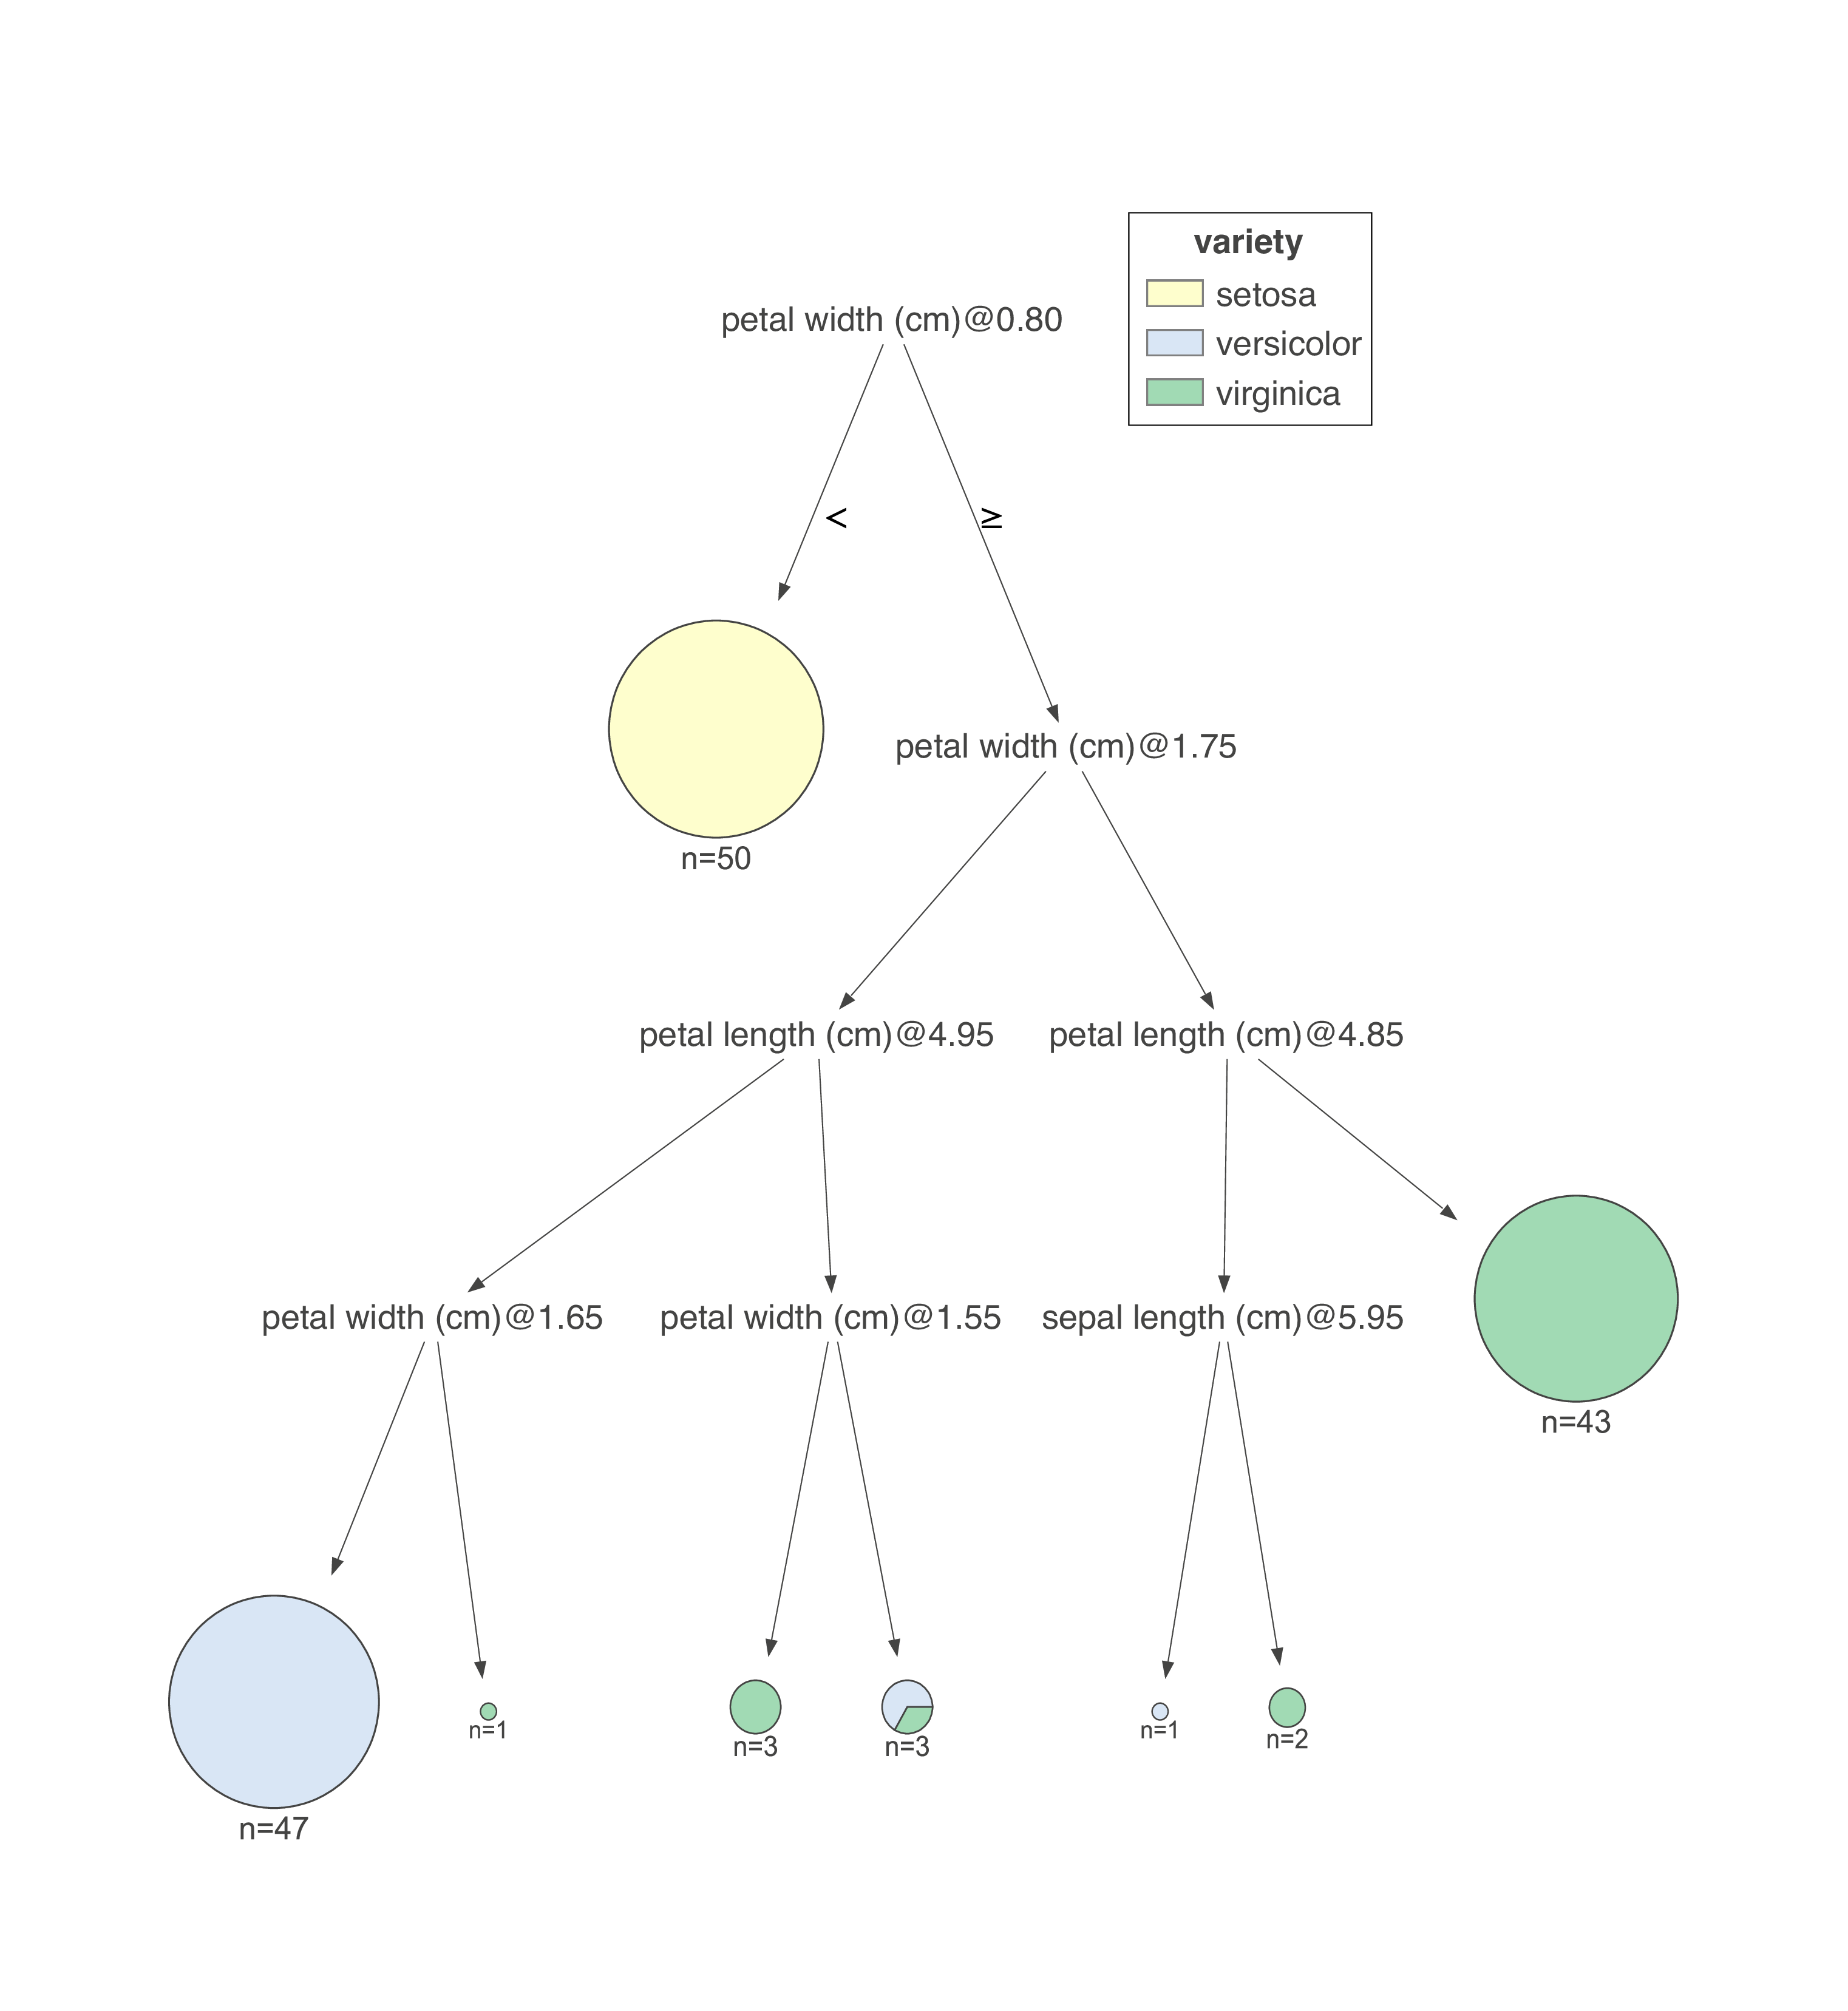 variety
setosa
versicolor
virginica
petal width (cm)@0.80
<
≥
petal width (cm)@1.75
n=50
petal length (cm)@4.95
petal length (cm)@4.85
petal width (cm)@1.65
petal width (cm)@1.55
sepal length (cm)@5.95
n=43
n=1
n=3
n=3
n=1
n=2
n=47